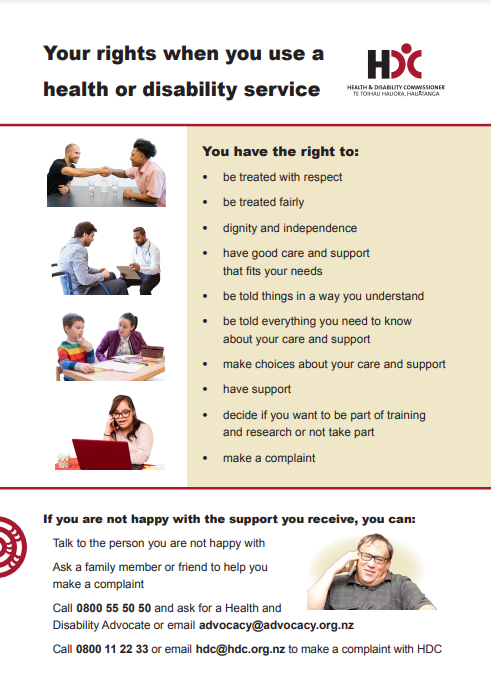 Your rights when you use a
health or disability service
HDC
HEALTH & DISABILITY COMMISSIONER
TE TOIHAU HAUORA, HAUĀTANGA
You have the right to:
• be treated with respect
• be treated fairly
• dignity and independence
• have good care and support
that fits your needs
• be told things in a way you understand
• be told everything you need to know
about your care and support
• make choices about your care and support
• have support
• decide if you want to be part of training
and research or not take part
• make a complaint
If you are not happy with the support you receive, you can:
Talk to the person you are not happy with
Ask a family member or friend to help you
make a complaint
Call 0800 55 50 50 and ask for a Health and
Disability Advocate or email advocacy@advocacy.org.nz
Call 0800 11 22 33 or email hdc@hdc.org.nz to make a complaint with HDC